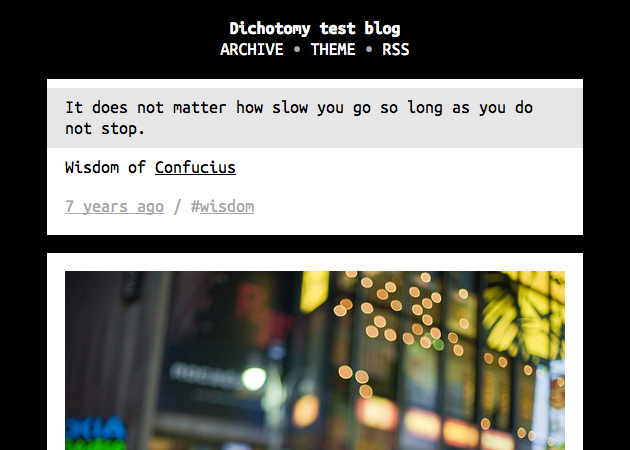 Dichotomy test blog
ARCHIVE • THEME • RSS
It does not matter how slow you go so long as you do
not stop.
Wisdom of Confucius
7 years ago / #wisdom